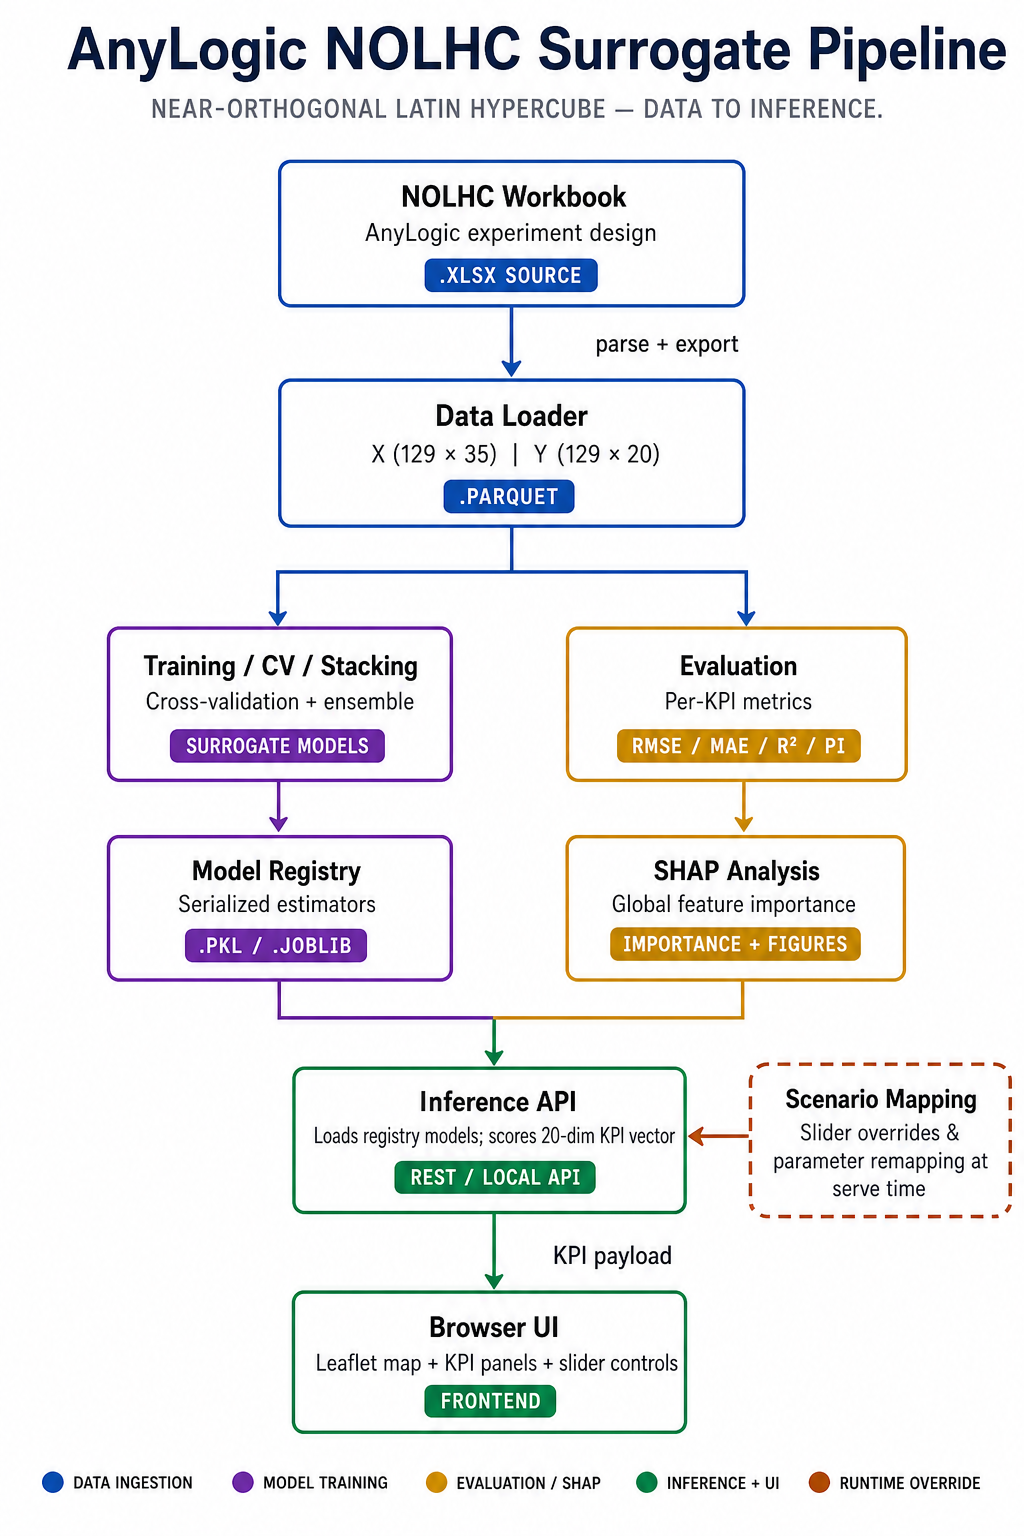 AnyLogic NOLHC Surrogate Pipeline
NEAR-ORTHOGONAL LATIN HYPERCUBE — DATA TO INFERENCE.
NOLHC Workbook
AnyLogic experiment design
.XLSX SOURCE
parse + export
Data Loader
X (129 × 35) | Y (129 × 20)
.PARQUET
Training / CV / Stacking
Cross-validation + ensemble
SURROGATE MODELS
Evaluation
Per-KPI metrics
RMSE / MAE / R² / PI
Model Registry
Serialized estimators
.PKL / .JOBLIB
SHAP Analysis
Global feature importance
IMPORTANCE + FIGURES
Inference API
Loads registry models; scores 20-dim KPI vector
REST / LOCAL API
Scenario Mapping
Slider overrides &
parameter remapping at
serve time
KPI payload
Browser UI
Leaflet map + KPI panels + slider controls
FRONTEND
DATA INGESTION
MODEL TRAINING
EVALUATION / SHAP
INFERENCE + UI
RUNTIME OVERRIDE